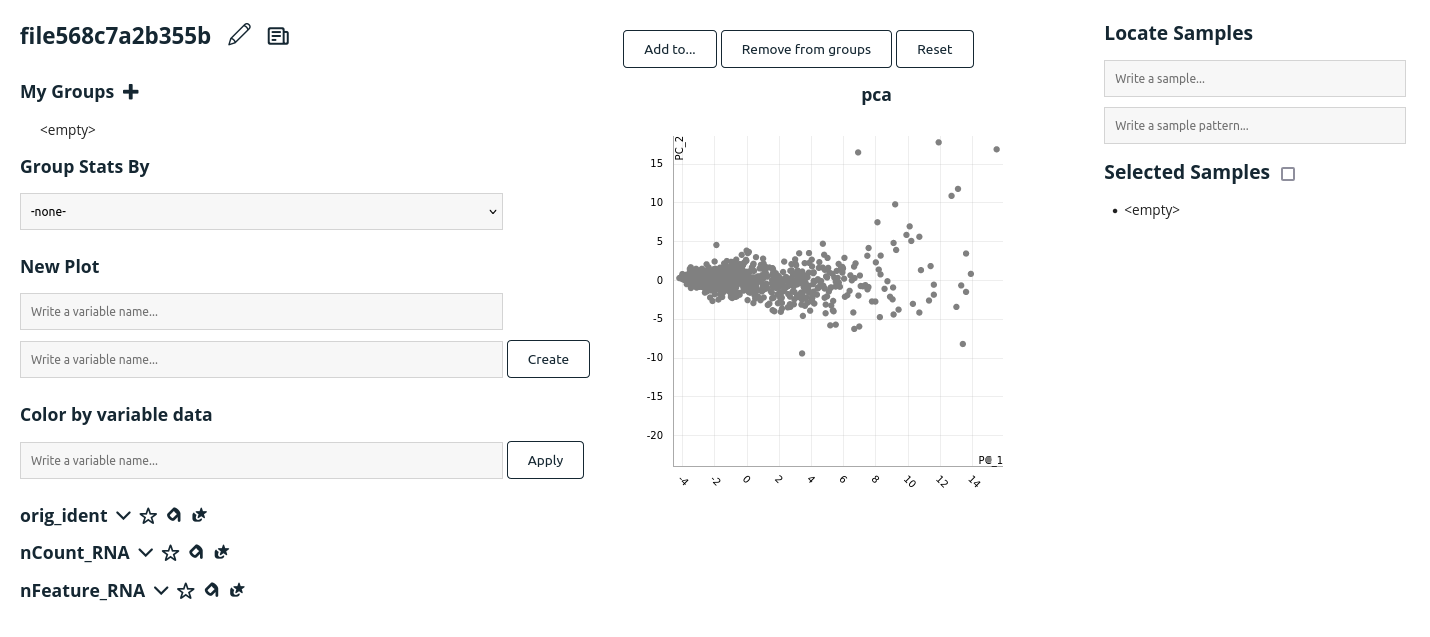 file568c7a2b355b
My Groups
<empty>
Group Stats By
-none-
New Plot
Write a variable name...
Write a variable name...
Create
Color by variable data
Write a variable name...
Apply
orig_ident
nCount_RNA
nFeature_RNA
Add to...
Remove from groups
Reset
pca
PC_2
15
10
5
0
-5
-10
-15
-20
PC_1
-4 -2 0 2 4 6 8 10 12 14
Locate Samples
Write a sample...
Write a sample pattern...
Selected Samples
• <empty>